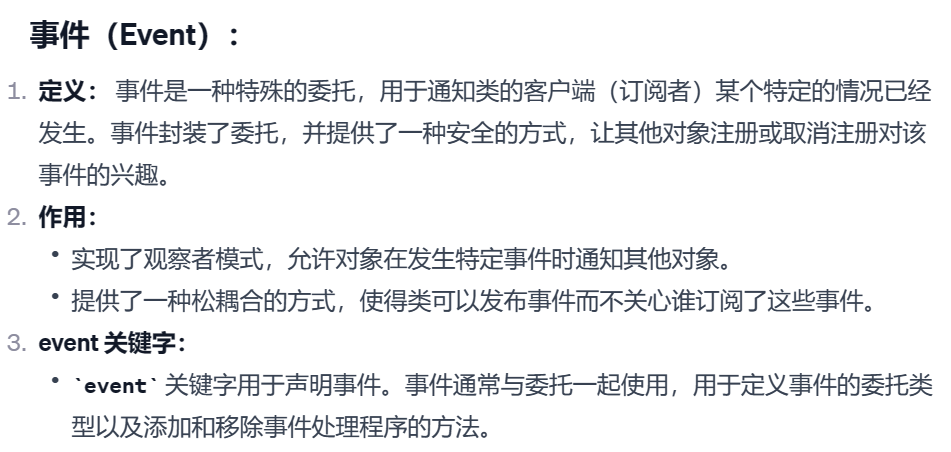 事件（Event）：
1. 定义： 事件是一种特殊的委托，用于通知类的客户端（订阅者）某个特定的情况已经
发生。事件封装了委托，并提供了一种安全的方式，让其他对象注册或取消注册对该
事件的兴趣。
2. 作用：
• 实现了观察者模式，允许对象在发生特定事件时通知其他对象。
• 提供了一种松耦合的方式，使得类可以发布事件而不关心谁订阅了这些事件。
3. event 关键字：
• `event` 关键字用于声明事件。事件通常与委托一起使用，用于定义事件的委托类
型以及添加和移除事件处理程序的方法。